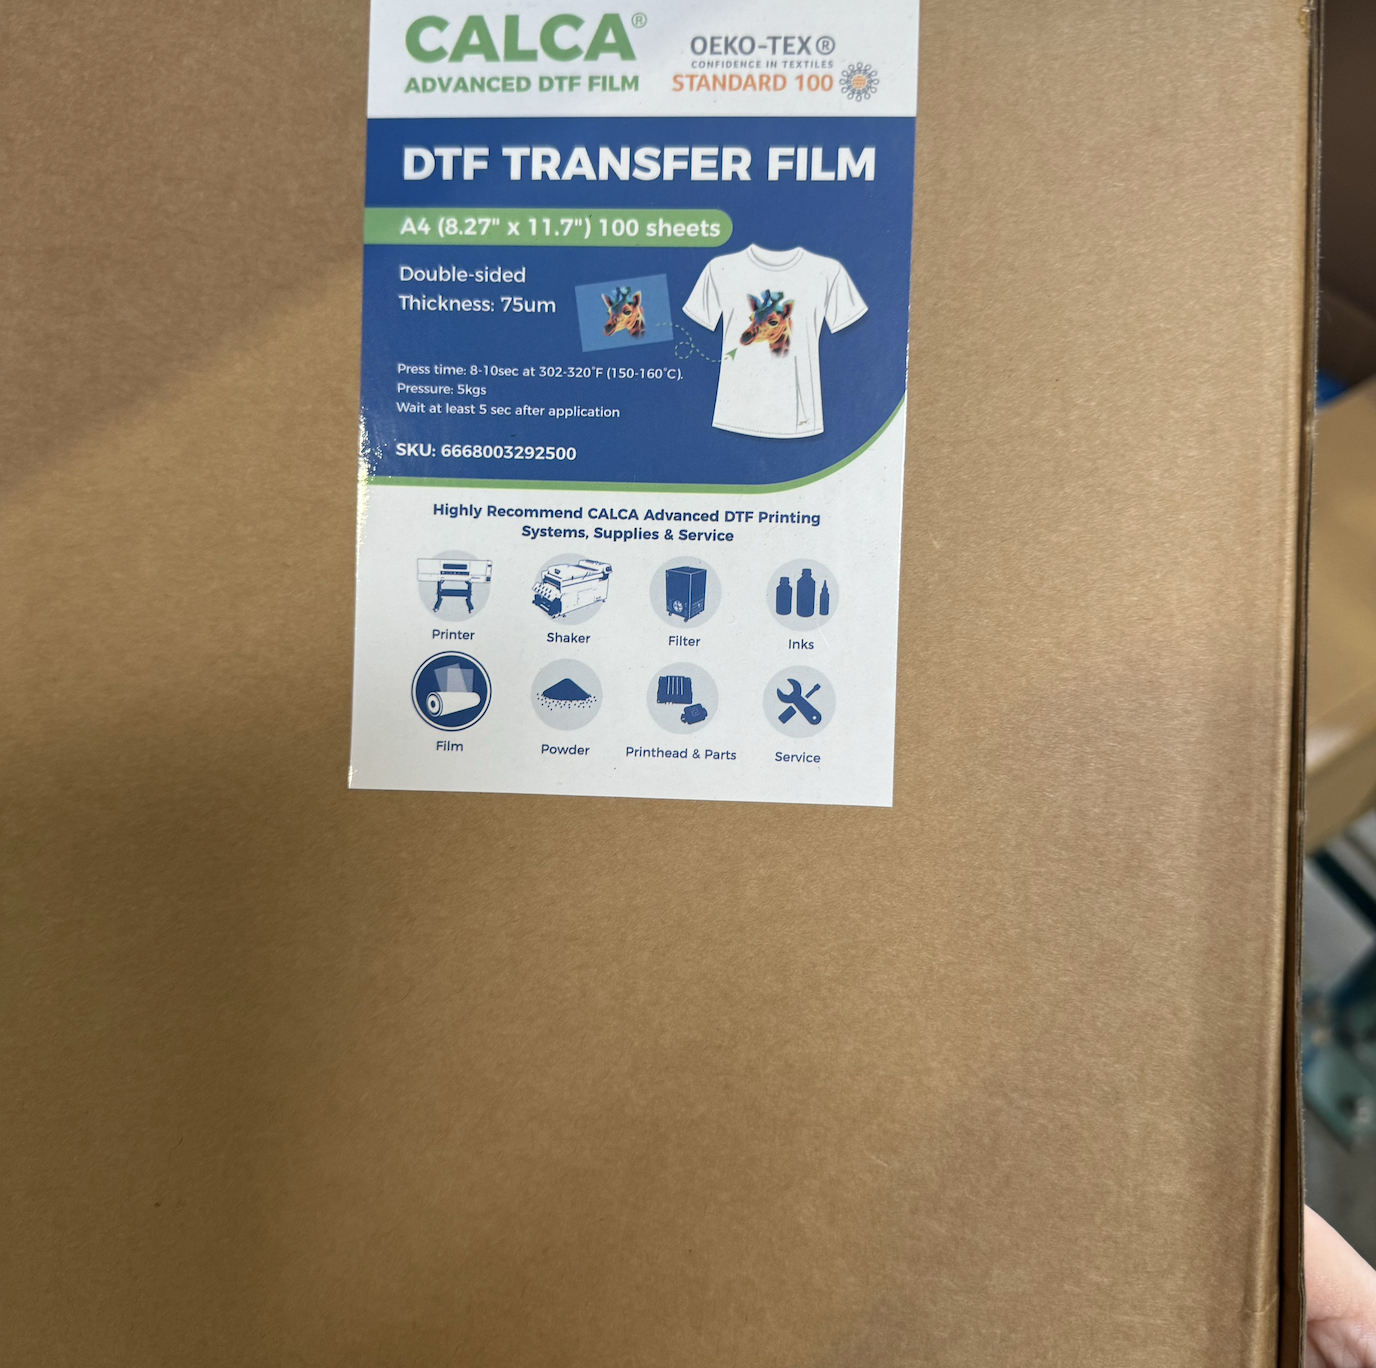 CALCA®
ADVANCED DTF FILM
OEKO-TEX®
CONFIDENCE IN TEXTILES
STANDARD 100
DTF TRANSFER FILM
A4 (8.27" x 11.7") 100 sheets
Double-sided
Thickness: 75um
Press time: 8-10sec at 302-320°F (150-160°C).
Pressure: 5kgs
Wait at least 5 sec after application
SKU: 6668003292500
Highly Recommend CALCA Advanced DTF Printing
Systems, Supplies & Service
Printer
Shaker
Filter
Inks
Film
Powder
Printhead & Parts
Service